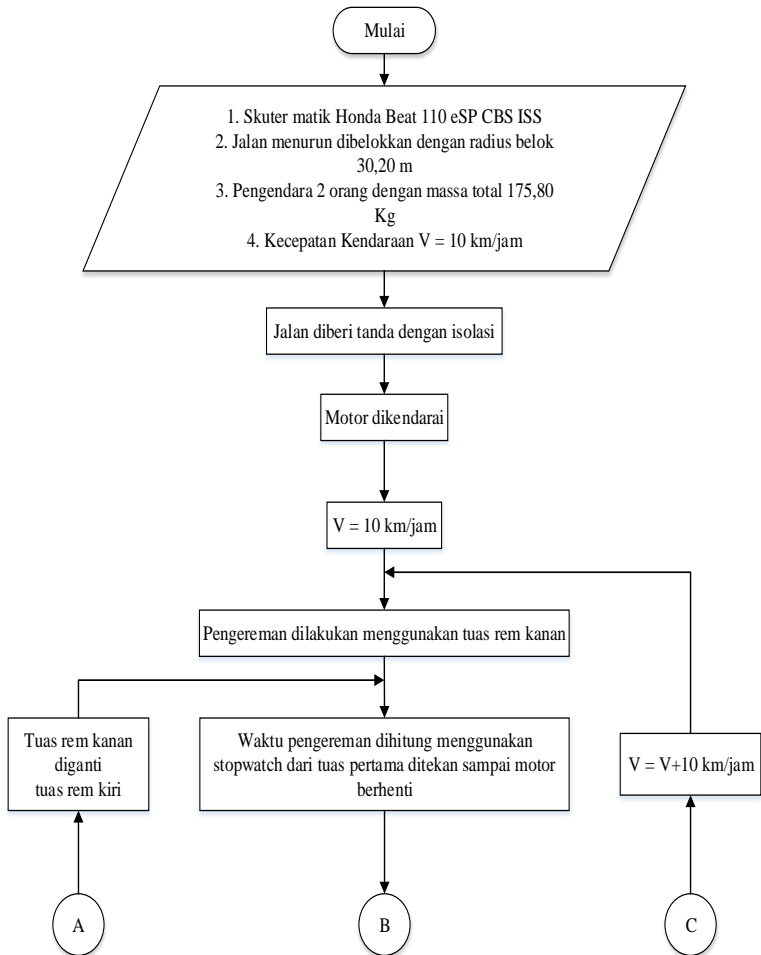 Mulai
1. Skuter matik Honda Beat 110 eSP CBS ISS
2. Jalan menurun dibelokkan dengan radius belok
30,20 m
3. Pengendara 2 orang dengan massa total 175,80
Kg
4. Kecepatan Kendaraan V = 10 km/jam
Jalan diberi tanda dengan isolasi
Motor dikendarai
V = 10 km/jam
Pengereman dilakukan menggunakan tuas rem kanan
Tuas rem kanan
diganti
tuas rem kiri
Waktu pengereman dihitung menggunakan
stopwatch dari tuas pertama ditekan sampai motor
berhenti
V = V+10 km/jam
A
B
C